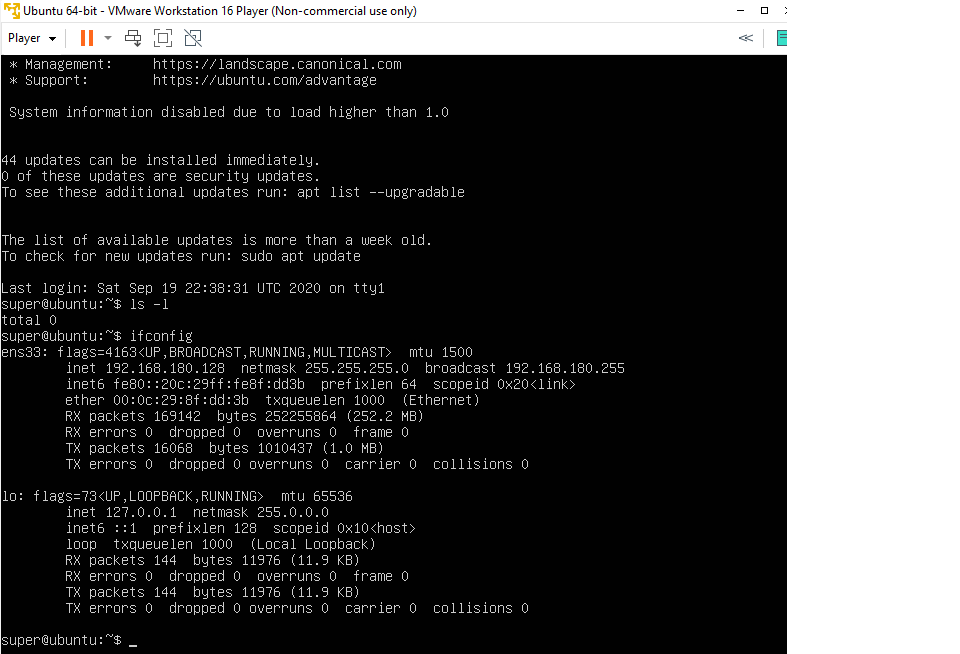 Ubuntu 64-bit - VMware Workstation 16 Player (Non-commercial use only)
Player
* Management:     https://landscape.canonical.com
* Support:        https://ubuntu.com/advantage
System information disabled due to load higher than 1.0
44 updates can be installed immediately.
0 of these updates are security updates.
To see these additional updates run: apt list --upgradable
The list of available updates is more than a week old.
To check for new updates run: sudo apt update
Last login: Sat Sep 19 22:38:31 UTC 2020 on tty1
super@ubuntu:~$ ls -l
total 0
super@ubuntu:~$ ifconfig
ens33: flags=4163<UP,BROADCAST,RUNNING,MULTICAST>  mtu 1500
inet 192.168.180.128  netmask 255.255.255.0  broadcast 192.168.180.255
inet6 fe80::20c:29ff:fe8f:dd3b  prefixlen 64  scopeid 0x20<link>
ether 00:0c:29:8f:dd:3b  txqueuelen 1000  (Ethernet)
RX packets 169142  bytes 252255864 (252.2 MB)
RX errors 0  dropped 0  overruns 0  frame 0
TX packets 16068  bytes 1010437 (1.0 MB)
TX errors 0  dropped 0 overruns 0  carrier 0  collisions 0
lo: flags=73<UP,LOOPBACK,RUNNING>  mtu 65536
inet 127.0.0.1  netmask 255.0.0.0
inet6 ::1  prefixlen 128  scopeid 0x10<host>
loop  txqueuelen 1000  (Local Loopback)
RX packets 144  bytes 11976 (11.9 KB)
RX errors 0  dropped 0  overruns 0  frame 0
TX packets 144  bytes 11976 (11.9 KB)
TX errors 0  dropped 0 overruns 0  carrier 0  collisions 0
super@ubuntu:~$ _